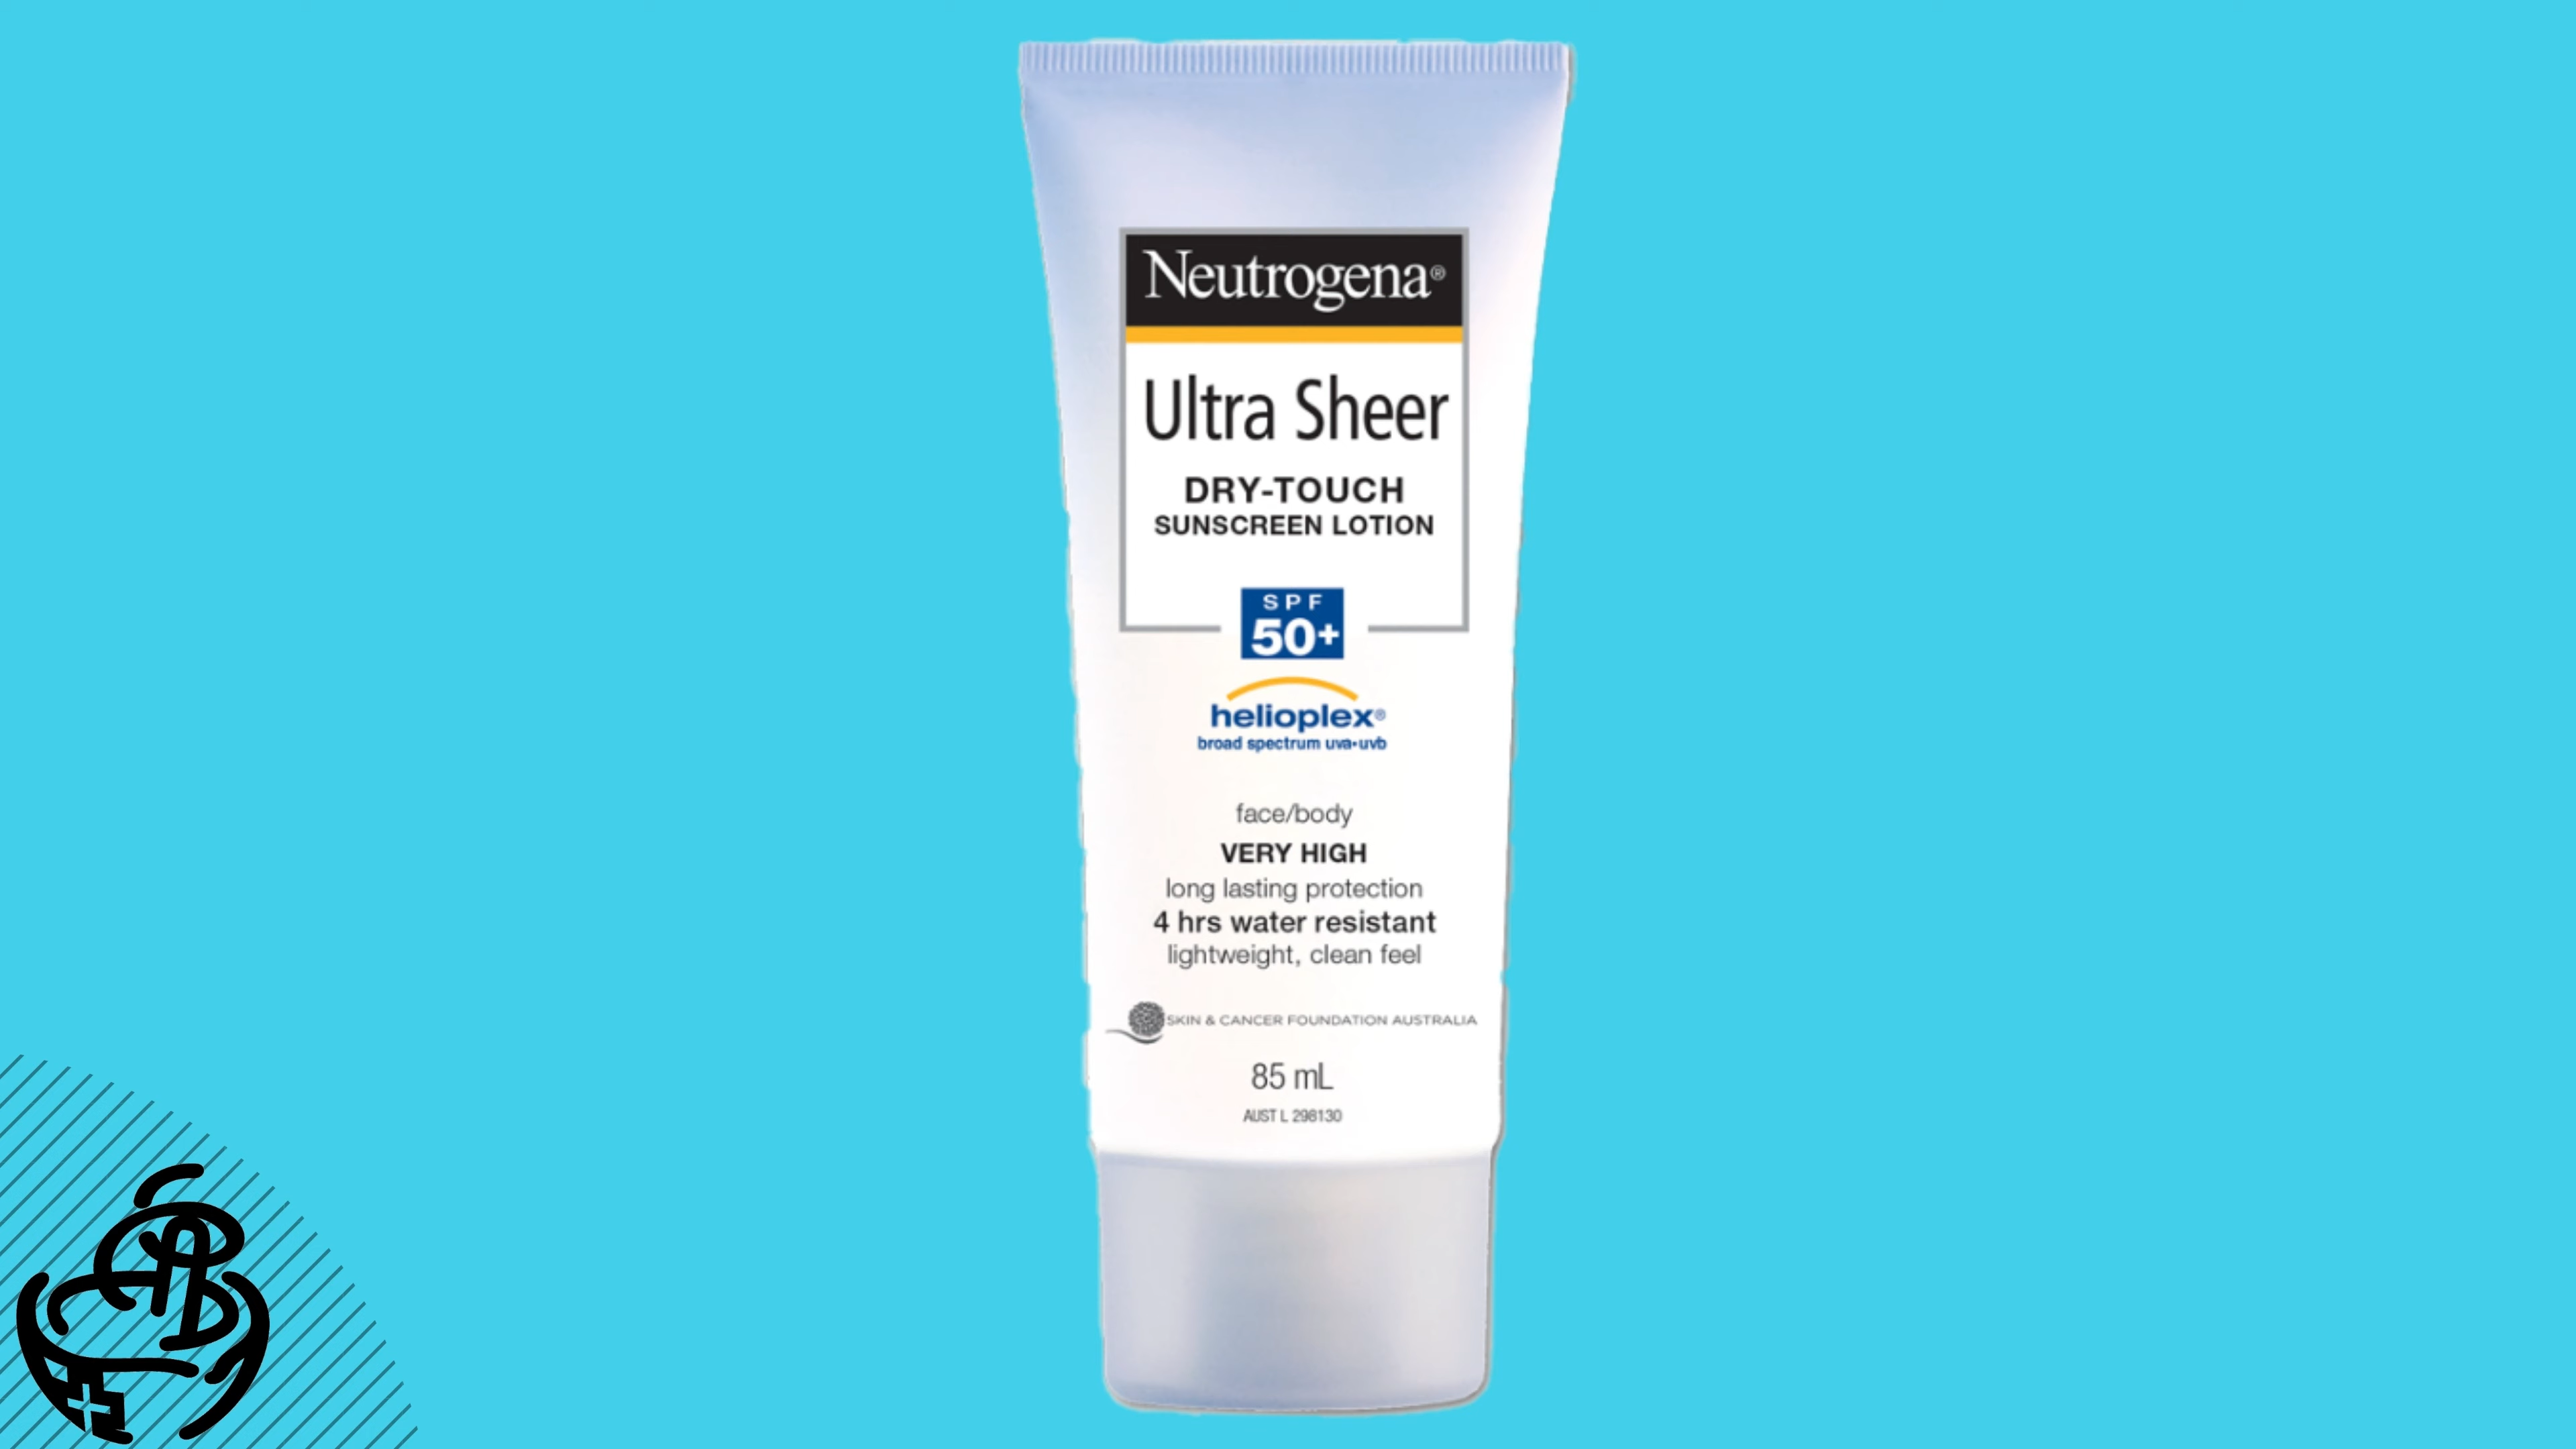 Neutrogena®
Ultra Sheer
DRY-TOUCH
SUNSCREEN LOTION
SPF
50+
helioplex®
broad spectrum uva•uvb
face/body
VERY HIGH
long lasting protection
4 hrs water resistant
lightweight, clean feel
SKIN & CANCER FOUNDATION AUSTRALIA
85 mL
AUST L 298130